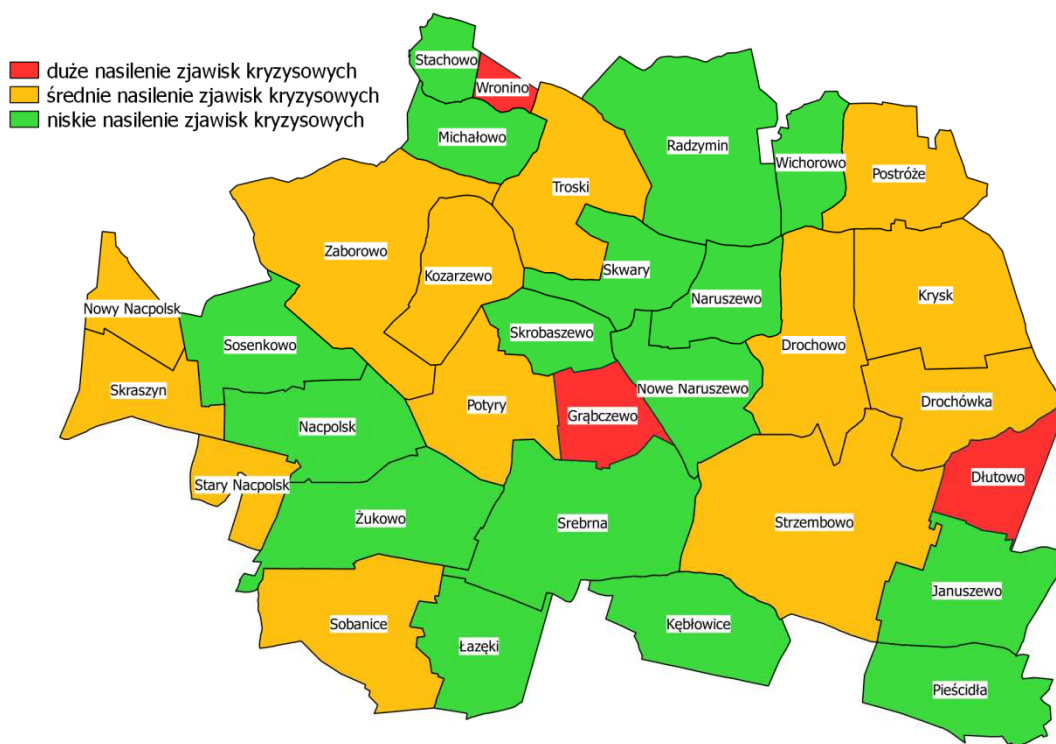 duże nasilenie zjawisk kryzysowych
średnie nasilenie zjawisk kryzysowych
niskie nasilenie zjawisk kryzysowych
Stachowo
Wronino
Michałowo
Radzymin
Wichorowo
Postróże
Troski
Zaborowo
Skwary
Kozarzewo
Naruszewo
Krysk
Nowy Nacpolsk
Skrobaszewo
Sosenkowo
Drochowo
Skraszyn
Nowe Naruszewo
Drochówka
Potyry
Grąbczewo
Nacpolsk
Stary Nacpolsk
Dłutowo
Żukowo
Srebrna
Strzembowo
Januszewo
Sobanice
Kębłowice
Łazęki
Pieścidła